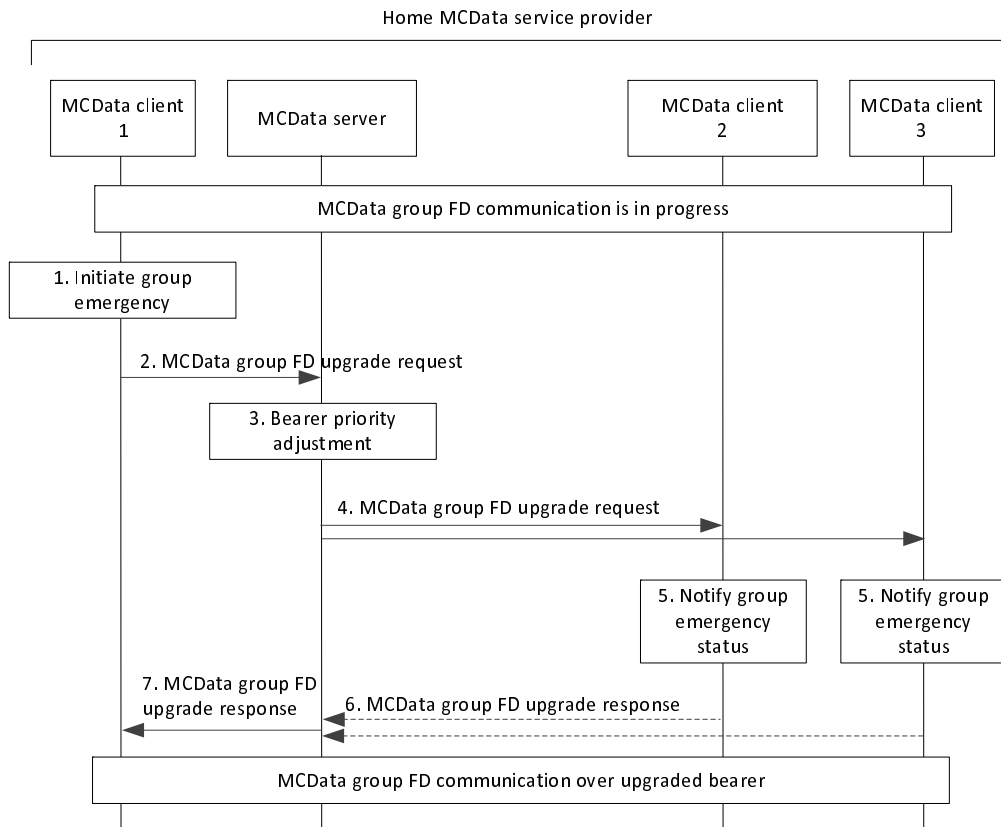 Home MCData service provider
MCData client
1
MCData server
MCData client
2
MCData client
3
MCData group FD communication is in progress
1. Initiate group
emergency
2. MCData group FD upgrade request
3. Bearer priority
adjustment
4. MCData group FD upgrade request
5. Notify group
emergency
status
5. Notify group
emergency
status
7. MCData group FD
upgrade response
6. MCData group FD upgrade response
MCData group FD communication over upgraded bearer